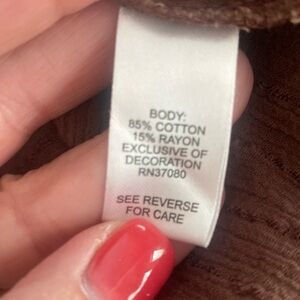 BODY:
85% COTTON
15% RAYON
EXCLUSIVE OF
DECORATION
RN37080
SEE REVERSE
FOR CARE